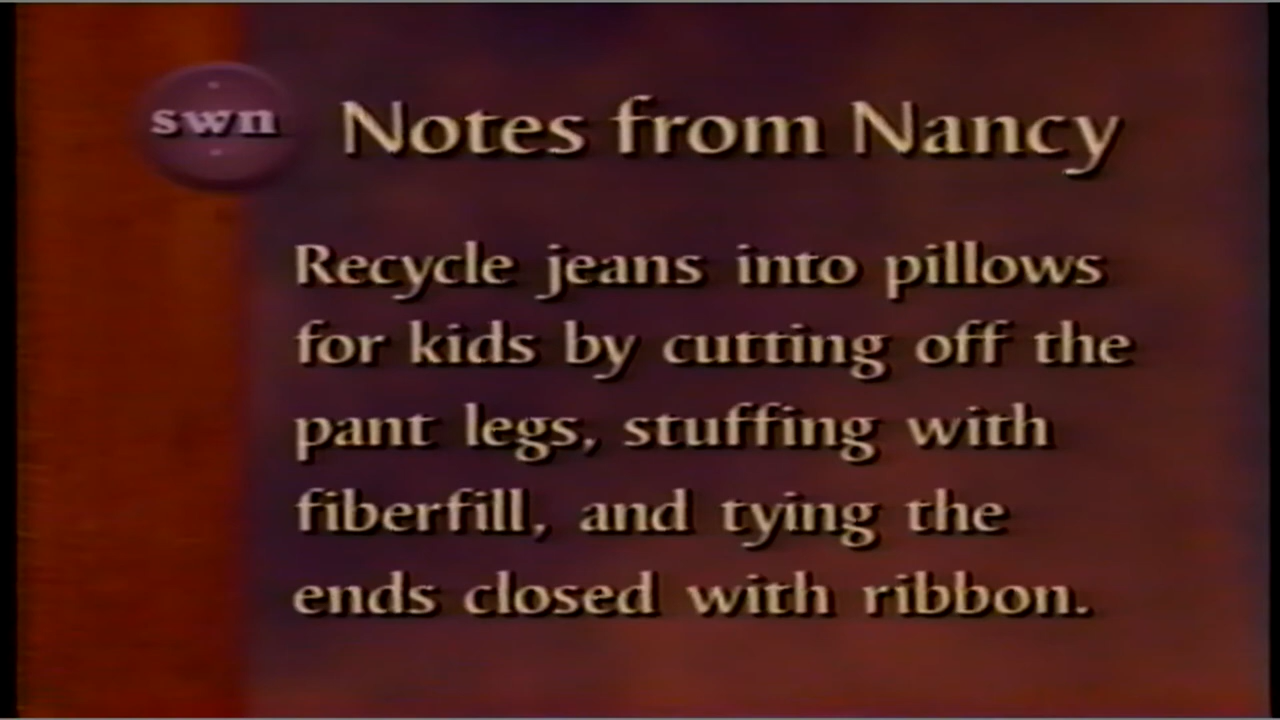 swn
Notes from Nancy
Recycle jeans into pillows
for kids by cutting off the
pant legs, stuffing with
fiberfill, and tying the
ends closed with ribbon.